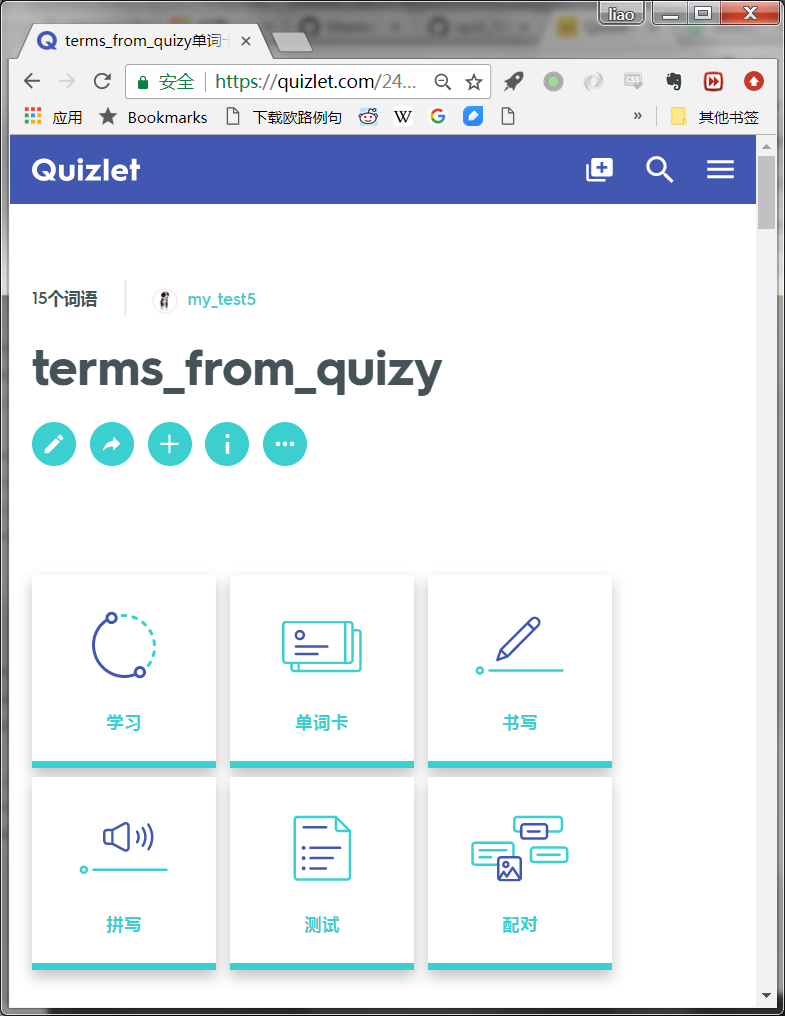 liao
terms_from_quizy单词卡
安全 https://quizlet.com/24...
应用 Bookmarks 下载欧路例句 W G » 其他书签
Quizlet
15个词语 my_test5
terms_from_quizy
学习 单词卡 书写
拼写 测试 配对